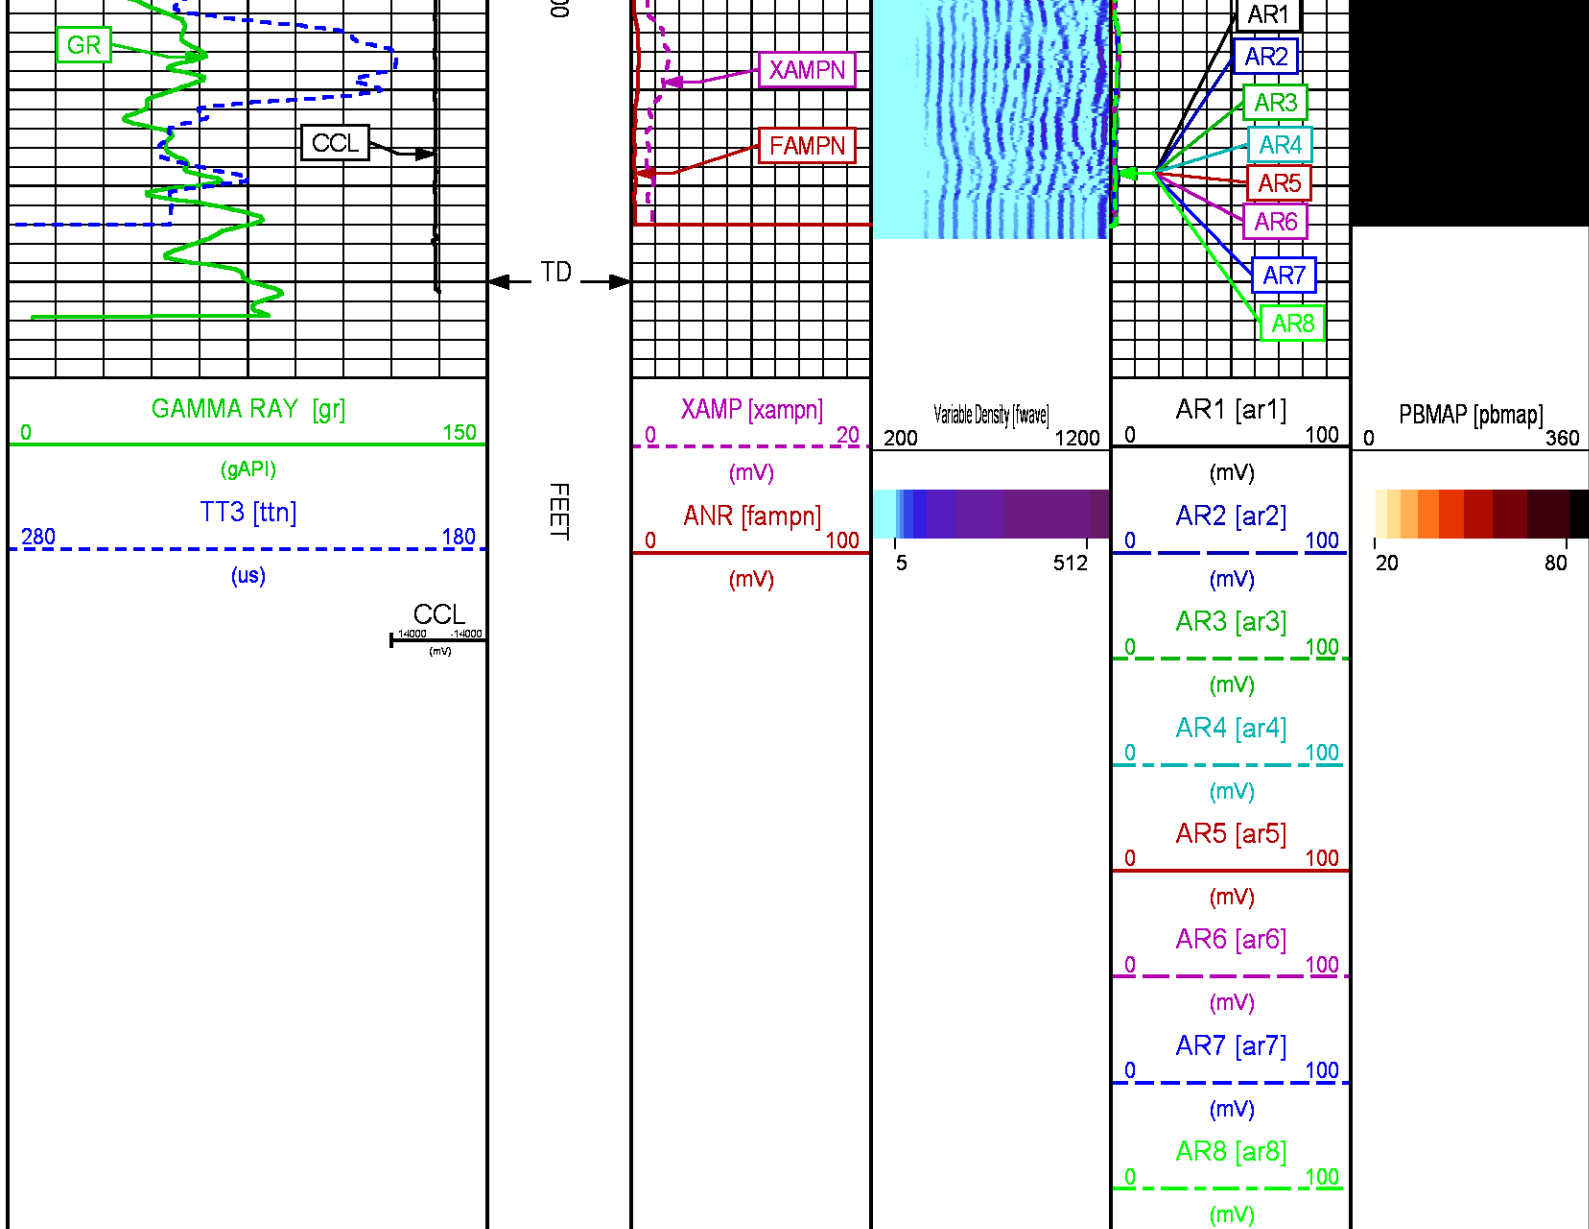 00
AR1
GR
AR2
XAMPN
AR3
CCL
FAMPN
AR4
AR5
AR6
TD
AR7
AR8
GAMMA RAY [gr]
0 150
(gAPI)
TT3 [ttn]
280 180
(us)
CCL
14000 -14000
(mV)
FEET
XAMP [xampn]
0 20
(mV)
ANR [fampn]
0 100
(mV)
Variable Density [fwave]
200 1200
5 512
AR1 [ar1]
0 100
(mV)
AR2 [ar2]
0 100
(mV)
AR3 [ar3]
0 100
(mV)
AR4 [ar4]
0 100
(mV)
AR5 [ar5]
0 100
(mV)
AR6 [ar6]
0 100
(mV)
AR7 [ar7]
0 100
(mV)
AR8 [ar8]
0 100
(mV)
PBMAP [pbmap]
0 360
20 80